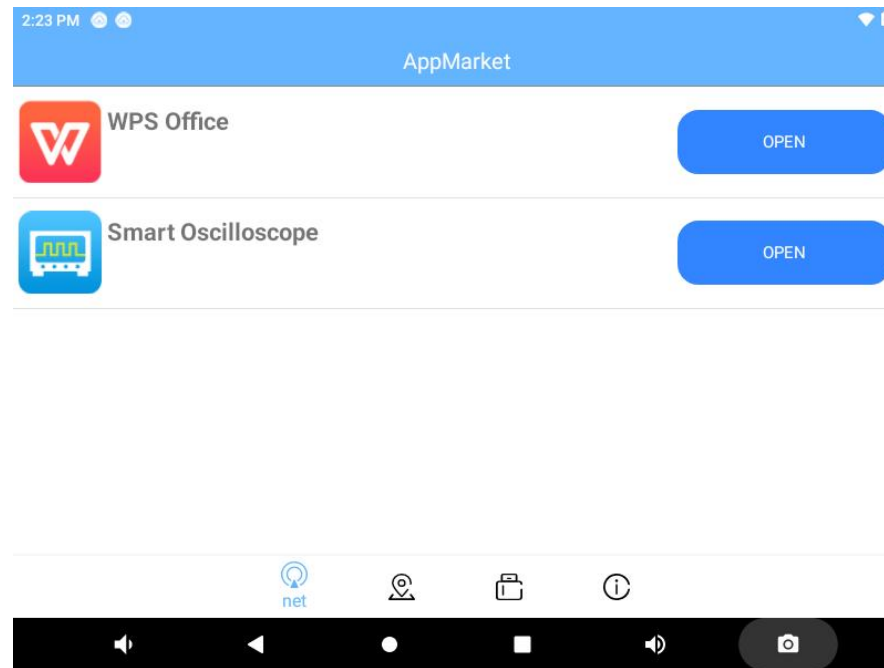 2:23 PM
AppMarket
WPS Office
OPEN
Smart Oscilloscope
OPEN
net